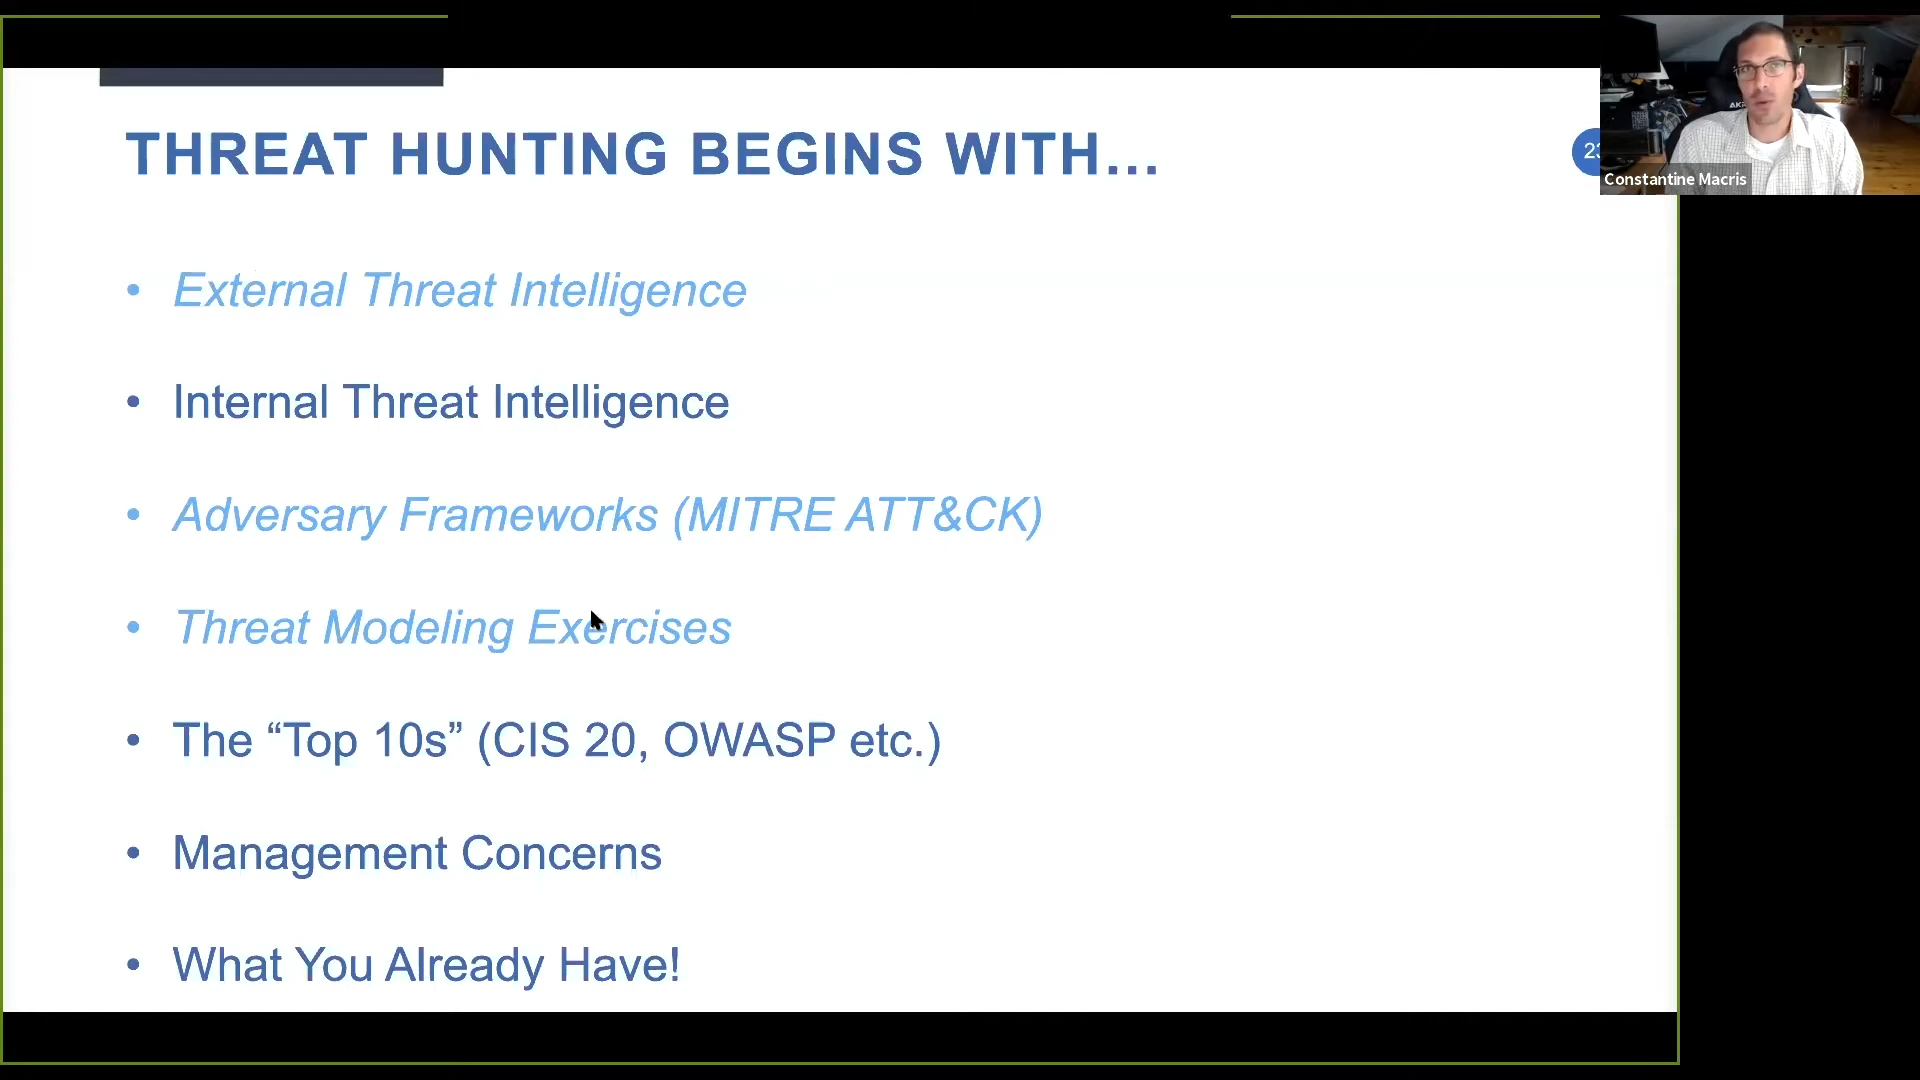 THREAT HUNTING BEGINS WITH...
23
Constantine Macris
• External Threat Intelligence
• Internal Threat Intelligence
• Adversary Frameworks (MITRE ATT&CK)
• Threat Modeling Exercises
• The “Top 10s” (CIS 20, OWASP etc.)
• Management Concerns
• What You Already Have!